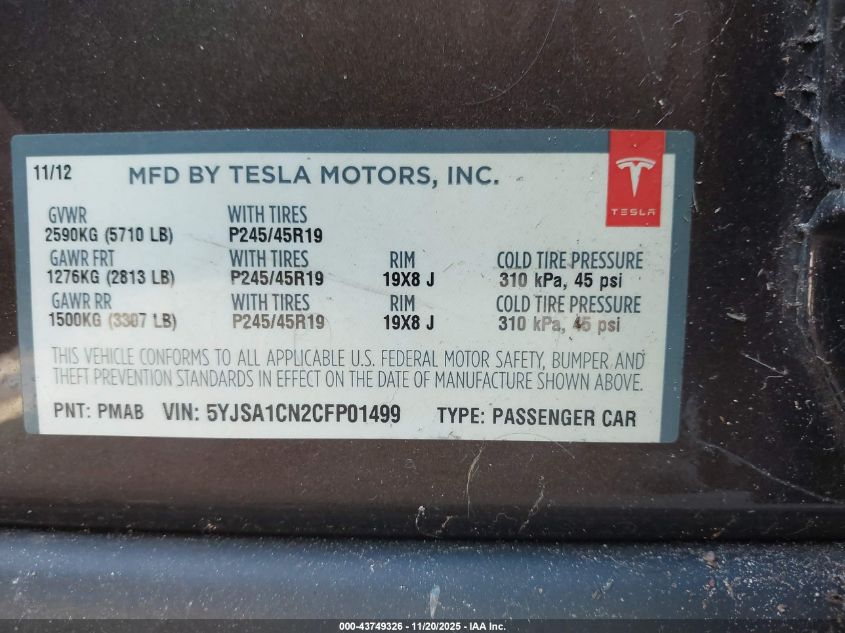 11/12 MFD BY TESLA MOTORS, INC.
TESLA
GVWR WITH TIRES
2590KG (5710 LB) P245/45R19
GAWR FRT WITH TIRES RIM COLD TIRE PRESSURE
1276KG (2813 LB) P245/45R19 19X8 J 310 kPa, 45 psi
GAWR RR WITH TIRES RIM COLD TIRE PRESSURE
1500KG (3307 LB) P245/45R19 19X8 J 310 kPa, 45 psi
THIS VEHICLE CONFORMS TO ALL APPLICABLE U.S. FEDERAL MOTOR SAFETY, BUMPER AND
THEFT PREVENTION STANDARDS IN EFFECT ON THE DATE OF MANUFACTURE SHOWN ABOVE.
PNT: PMAB VIN: 5YJSA1CN2CFP01499 TYPE: PASSENGER CAR
000-43749326 - 11/20/2025 - IAA Inc.